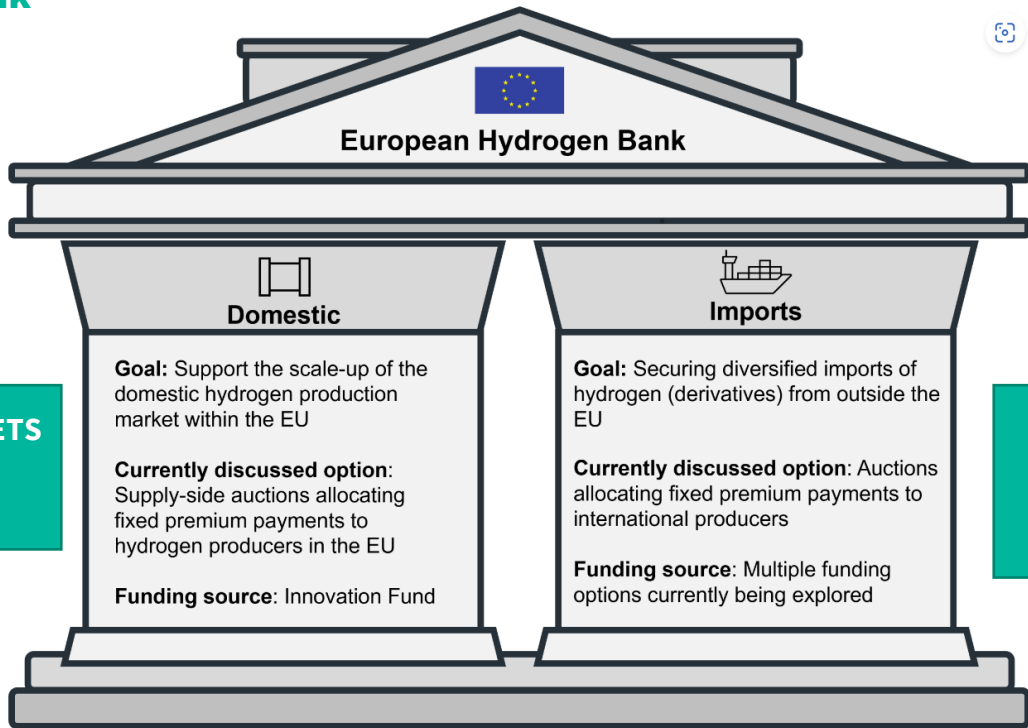 European Hydrogen Bank
Domestic
Goal: Support the scale-up of the
domestic hydrogen production
market within the EU
Currently discussed option:
Supply-side auctions allocating
fixed premium payments to
hydrogen producers in the EU
Funding source: Innovation Fund
Imports
Goal: Securing diversified imports of
hydrogen (derivatives) from outside the
EU
Currently discussed option: Auctions
allocating fixed premium payments to
international producers
Funding source: Multiple funding
options currently being explored
ETS